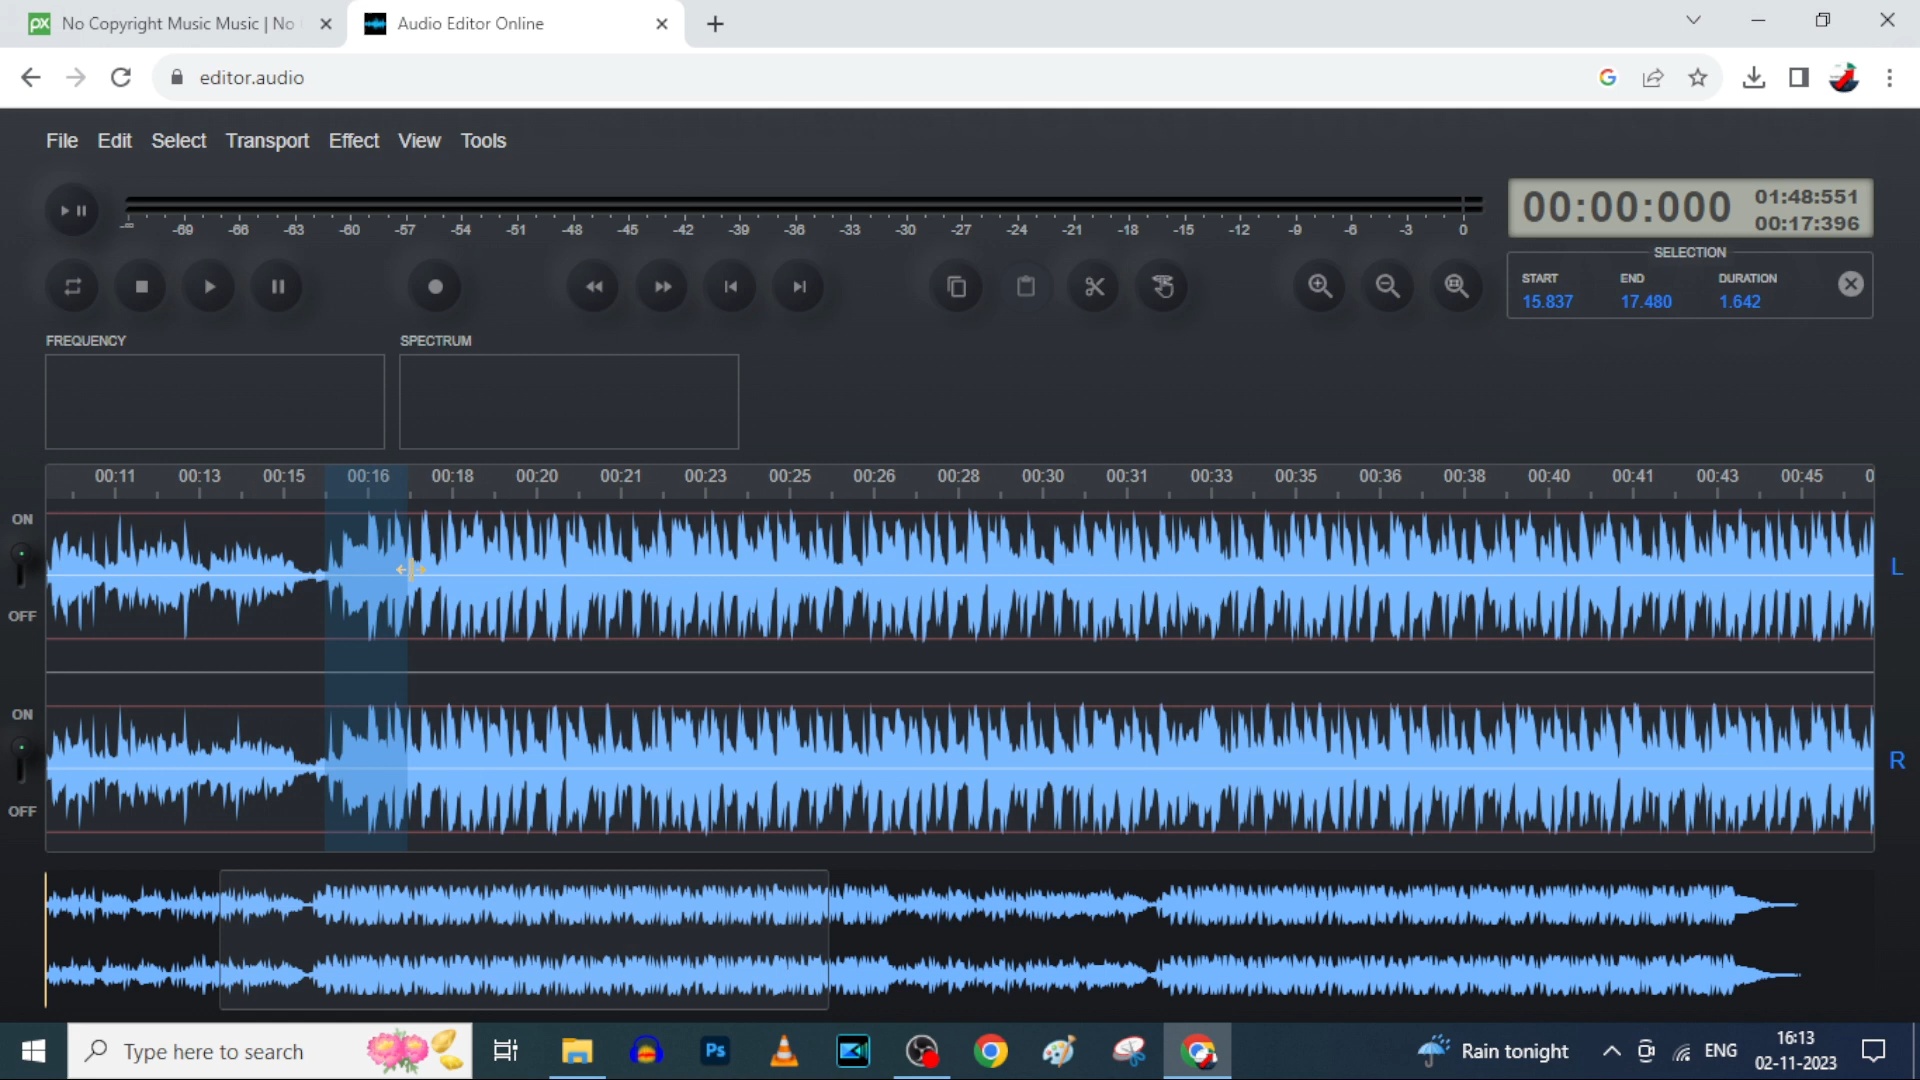 No Copyright Music Music | No
Audio Editor Online
editor.audio
File Edit Select Transport Effect View Tools
-∞ -69 -66 -63 -60 -57 -54 -51 -48 -45 -42 -39 -36 -33 -30 -27 -24 -21 -18 -15 -12 -9 -6 -3 0
00:00:000
01:48:551
00:17:396
SELECTION
START END DURATION
15.837 17.480 1.642
FREQUENCY
SPECTRUM
00:11 00:13 00:15 00:16 00:18 00:20 00:21 00:23 00:25 00:26 00:28 00:30 00:31 00:33 00:35 00:36 00:38 00:40 00:41 00:43 00:45 0
ON
L
OFF
ON
R
OFF
Type here to search
Ps
Rain tonight
ENG
16:13
02-11-2023